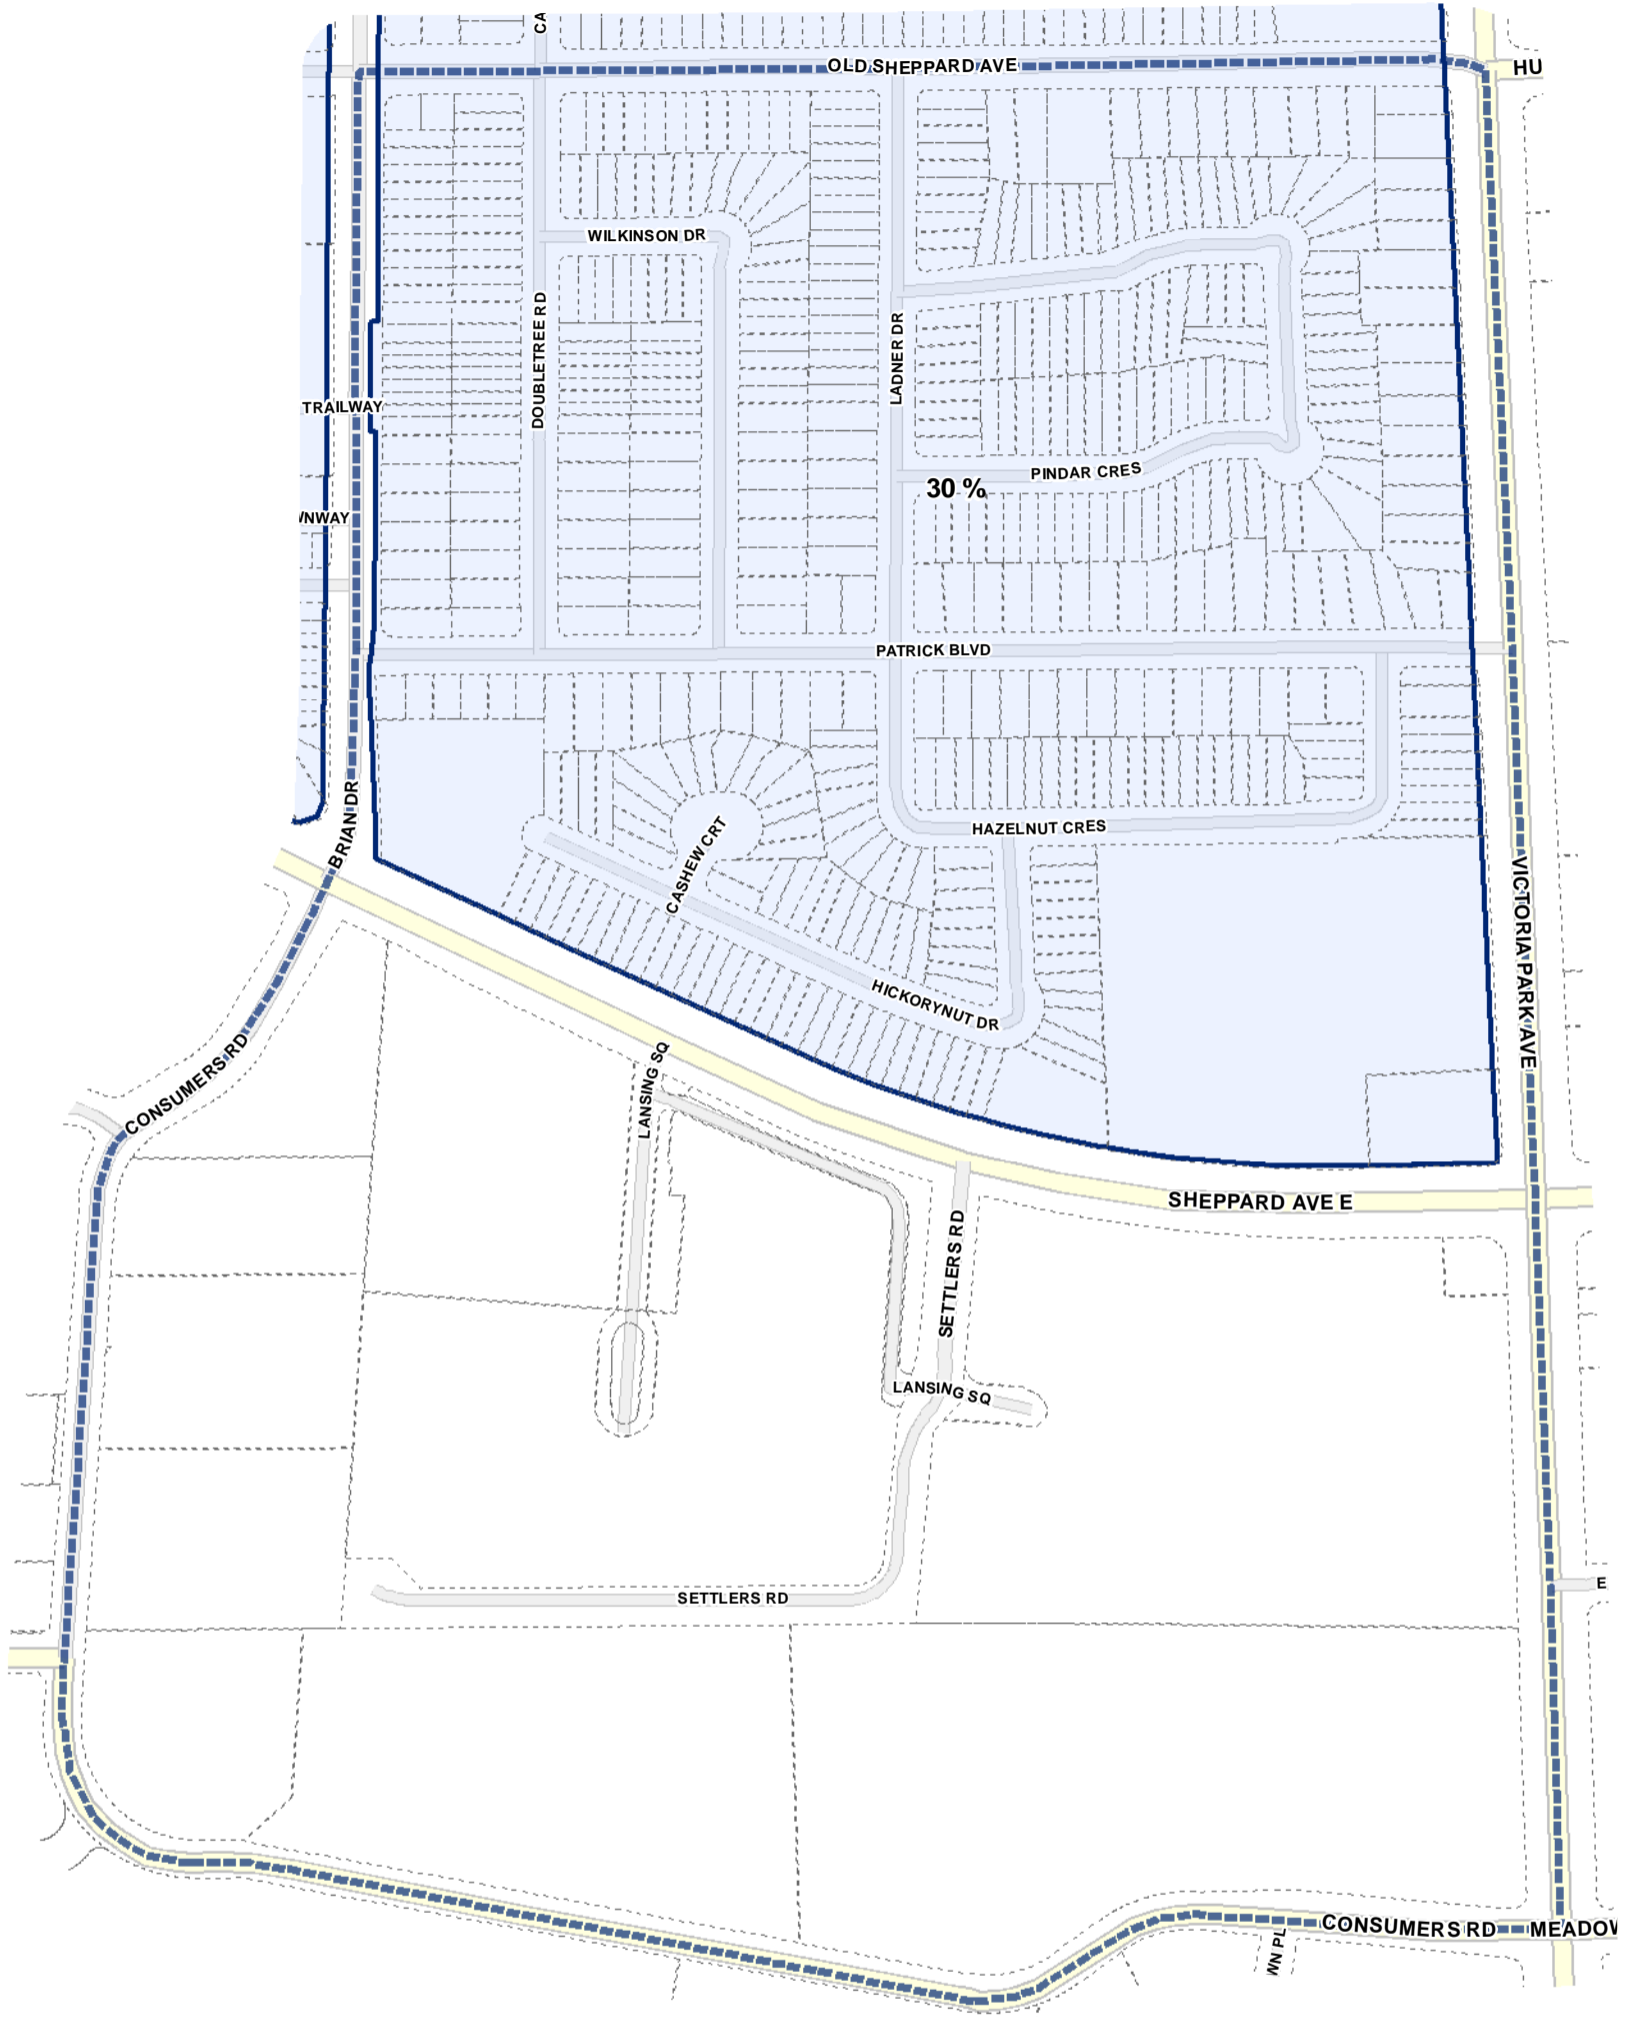 CA
OLD SHEPPARD AVE
HU
WILKINSON DR
DOUBLETREE RD
LADNER DR
TRAILWAY
PINDAR CRES
30 %
WNWAY
PATRICK BLVD
BRIAN DR
HAZELNUT CRES
CASHEW CRT
VICTORIA PARK AVE
HICKORYNUT DR
CONSUMERS RD
LANSING SQ
SHEPPARD AVE E
SETTLERS RD
LANSING SQ
E
SETTLERS RD
CONSUMERS RD
MEADOW
WN PL